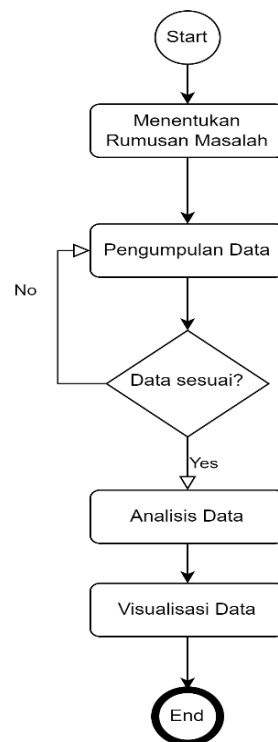 Start
Menentukan
Rumusan Masalah
Pengumpulan Data
No
Data sesuai?
Yes
Analisis Data
Visualisasi Data
End